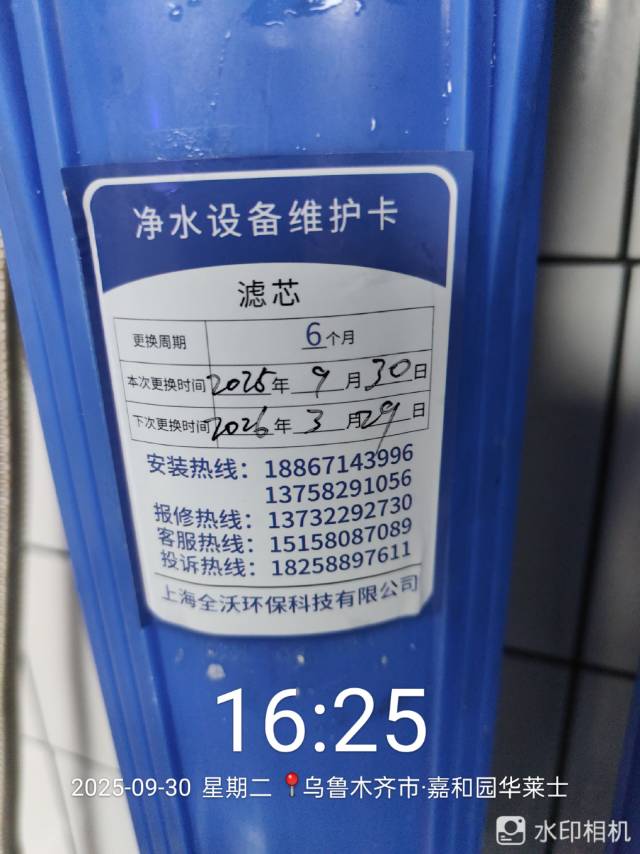 净水设备维护卡
滤芯
更换周期 6个月
本次更换时间 2025年 9 月 30 日
下次更换时间 2026年 3 月 29 日
安装热线：18867143996
13758291056
报修热线：13732292730
客服热线：15158087089
投诉热线：18258897611
上海全沃环保科技有限公司
16:25
2025-09-30 星期二 乌鲁木齐市·嘉和园华莱士
水印相机